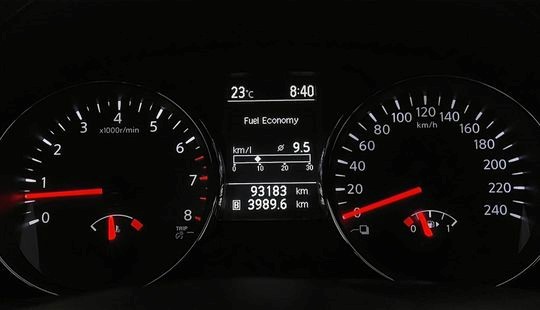 23°C 8:40
Fuel Economy
km/l ⌀ 9.5
0 10 20 30
93183 km
B 3989.6 km
0 1 2 3 4 5 6 7 8
x1000r/min
TRIP
0 20 40 60 80 100 120 140 160 180 200 220 240
km/h
0 1